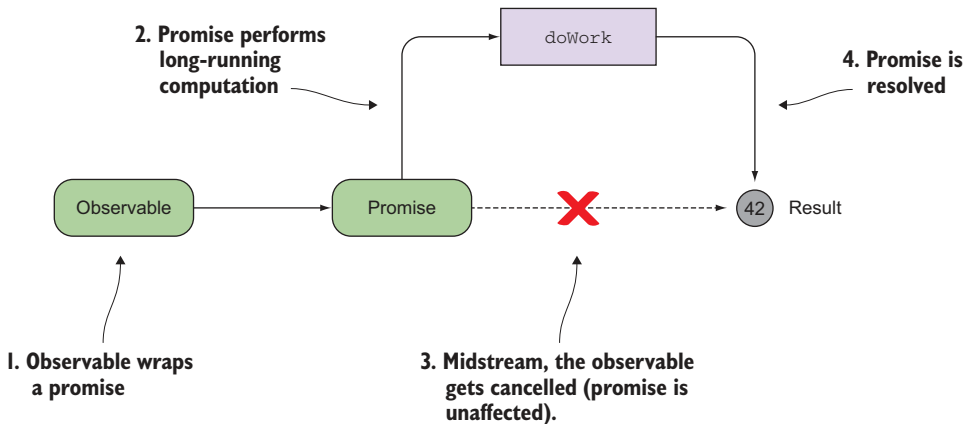 2. Promise performs
long-running
computation
doWork
4. Promise is
resolved
Observable
Promise
42
Result
1. Observable wraps
a promise
3. Midstream, the observable
gets cancelled (promise is
unaffected).